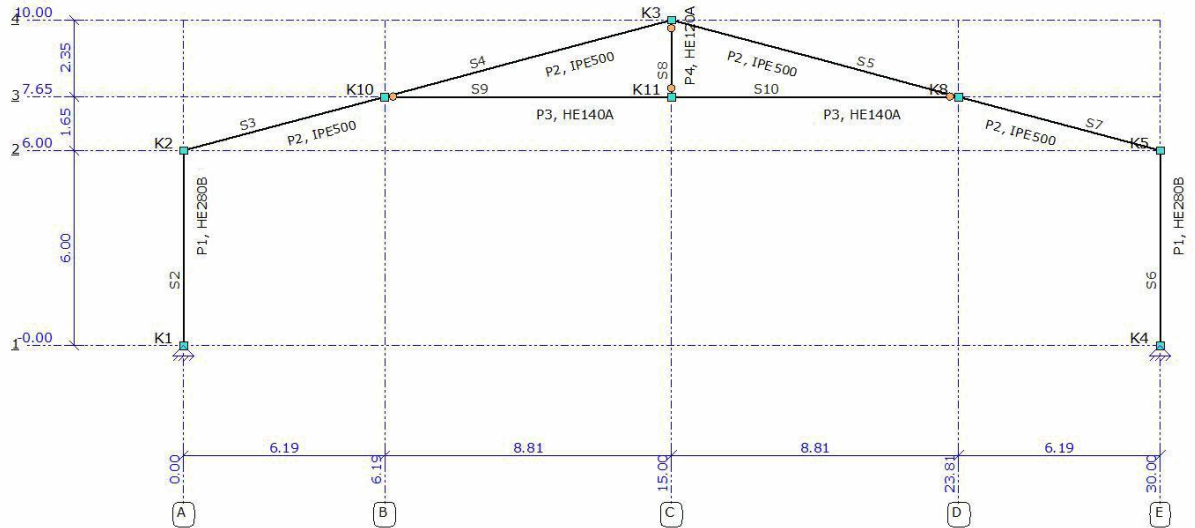 4
10.00
K3
2.35
S4
P2, IPE500
S8
P4, HE120A
P2, IPE500
S5
3
7.65
K10
S9
K11
S10
K8
1.65
S3
P2, IPE500
P3, HE140A
P3, HE140A
P2, IPE500
S7
2
6.00
K2
K5
6.00
P1, HE280B
S2
P1, HE280B
S6
1
-0.00
K1
K4
6.19
8.81
8.81
6.19
0.00
6.19
15.00
23.81
30.00
A
B
C
D
E